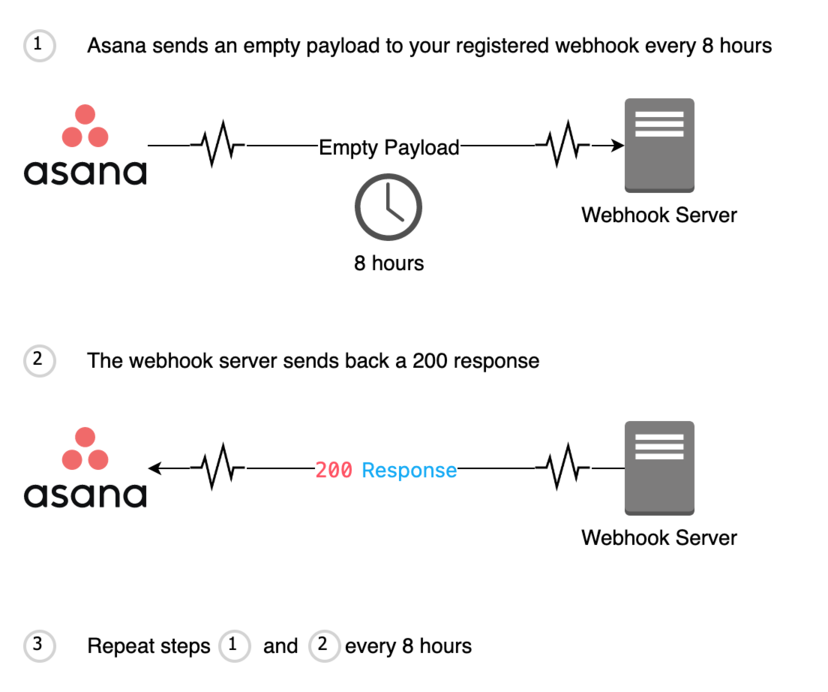 1 Asana sends an empty payload to your registered webhook every 8 hours
asana
Empty Payload
8 hours
Webhook Server
2 The webhook server sends back a 200 response
asana
200 Response
Webhook Server
3 Repeat steps 1 and 2 every 8 hours